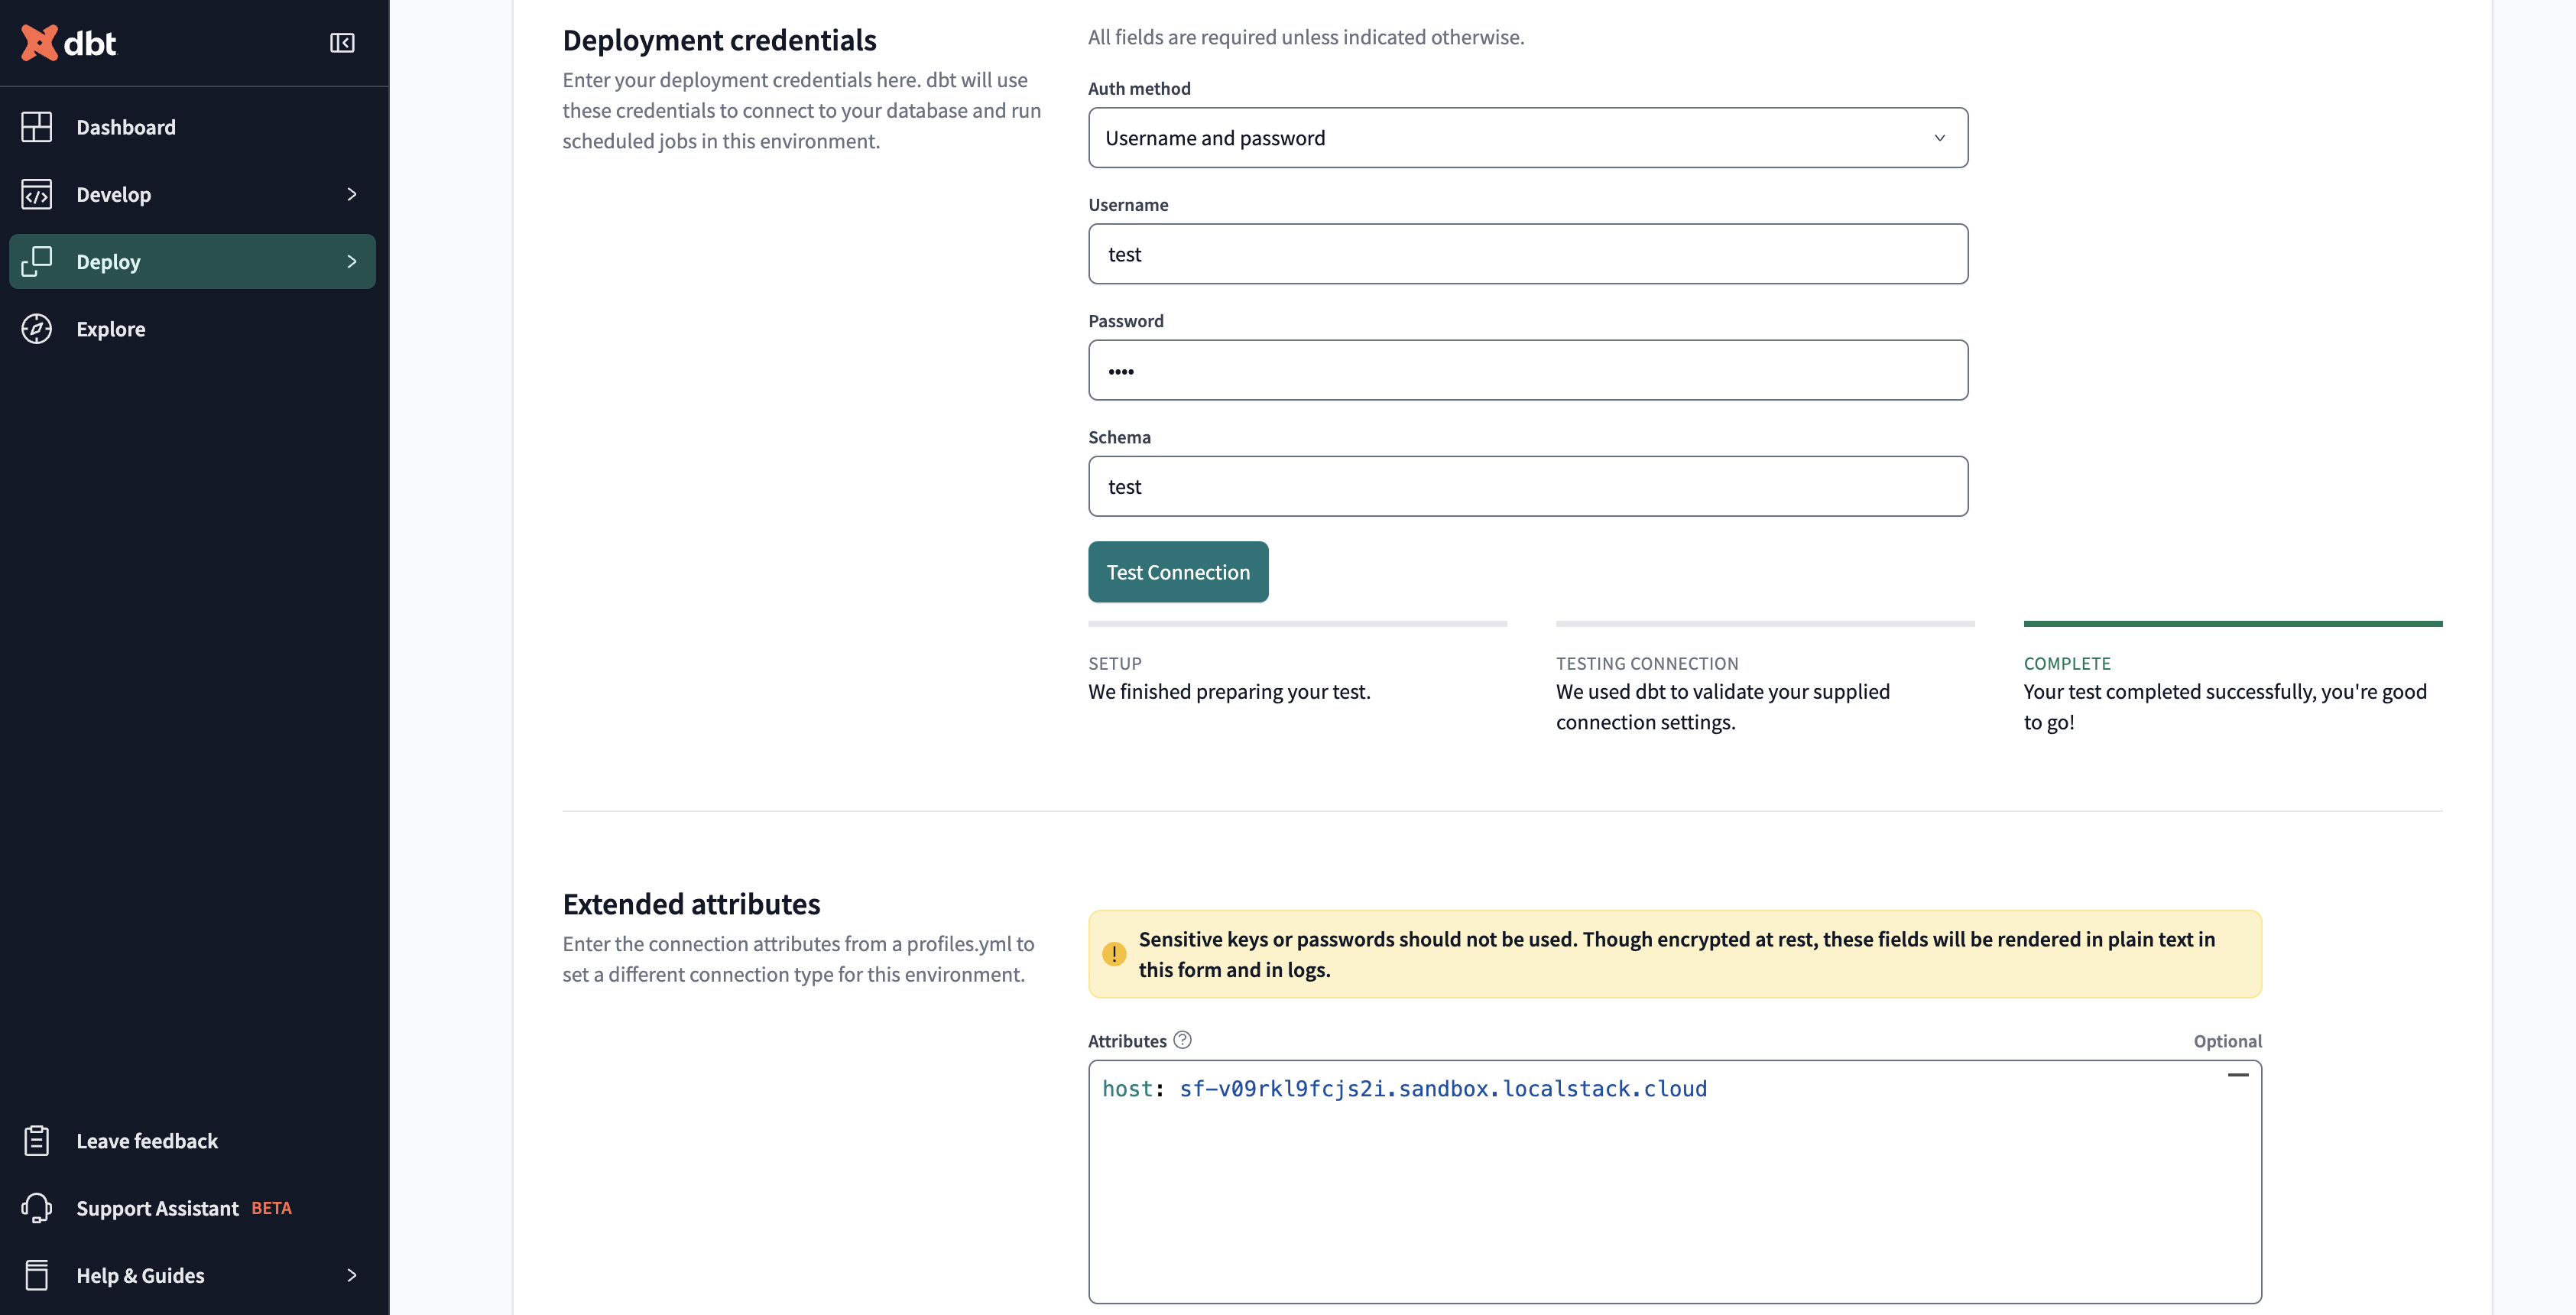 dbt
Dashboard
Develop
Deploy
Explore
Leave feedback
Support Assistant BETA
Help & Guides
Deployment credentials
Enter your deployment credentials here. dbt will use
these credentials to connect to your database and run
scheduled jobs in this environment.
All fields are required unless indicated otherwise.
Auth method
Username and password
Username
test
Password
••••
Schema
test
Test Connection
SETUP
We finished preparing your test.
TESTING CONNECTION
We used dbt to validate your supplied
connection settings.
COMPLETE
Your test completed successfully, you're good
to go!
Extended attributes
Enter the connection attributes from a profiles.yml to
set a different connection type for this environment.
Sensitive keys or passwords should not be used. Though encrypted at rest, these fields will be rendered in plain text in
this form and in logs.
Attributes
Optional
host: sf-v09rkl9fcjs2i.sandbox.localstack.cloud